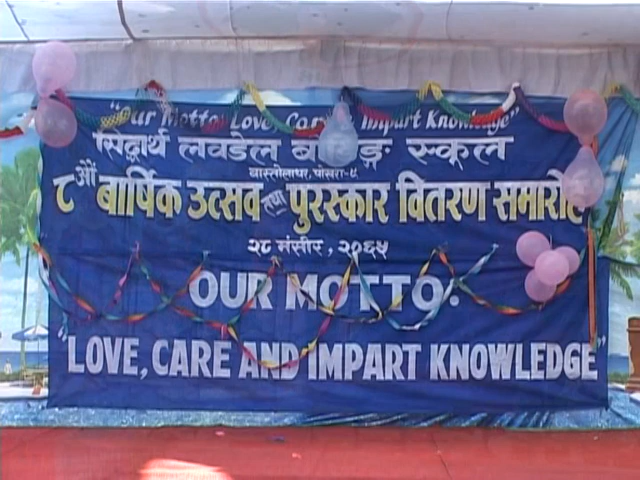 "Our Motto: Love, Care, Impart Knowledge"
सिद्धार्थ लवडेल बोर्डिङ्ग स्कूल
बास्तोलाथर, पोखरा-८
८औं बार्षिक उत्सव तथा पुरस्कार वितरण समारोह
२८ मंसीर, २०६५
OUR MOTTO:
"LOVE, CARE AND IMPART KNOWLEDGE"